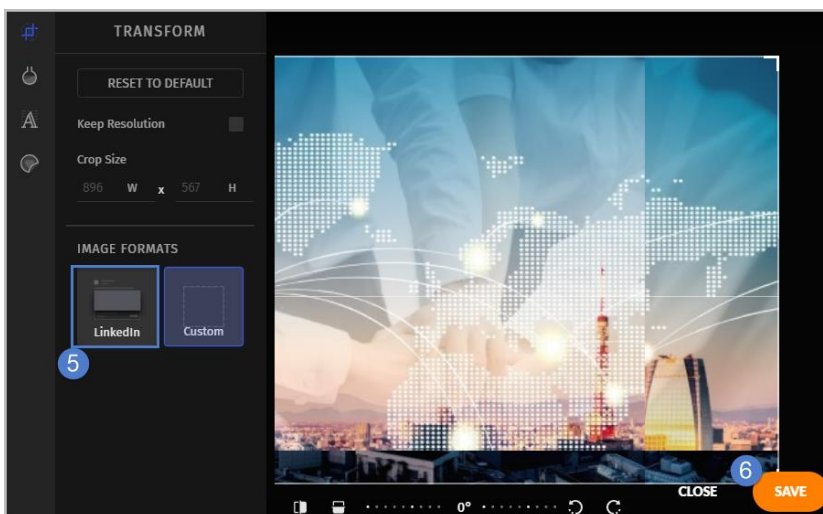 TRANSFORM
RESET TO DEFAULT
Keep Resolution
Crop Size
896 W x 567 H
IMAGE FORMATS
LinkedIn Custom
5
6
CLOSE SAVE
0°